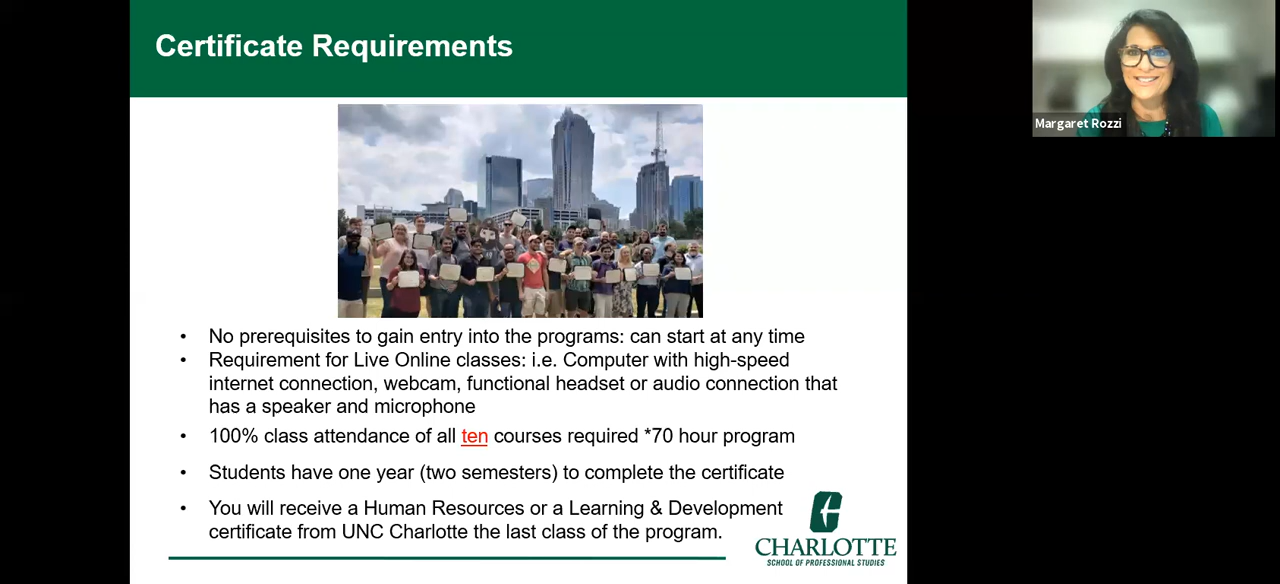 Certificate Requirements
Margaret Rozzi
• No prerequisites to gain entry into the programs: can start at any time
• Requirement for Live Online classes: i.e. Computer with high-speed
internet connection, webcam, functional headset or audio connection that
has a speaker and microphone
• 100% class attendance of all ten courses required *70 hour program
• Students have one year (two semesters) to complete the certificate
• You will receive a Human Resources or a Learning & Development
certificate from UNC Charlotte the last class of the program.
CHARLOTTE
SCHOOL OF PROFESSIONAL STUDIES